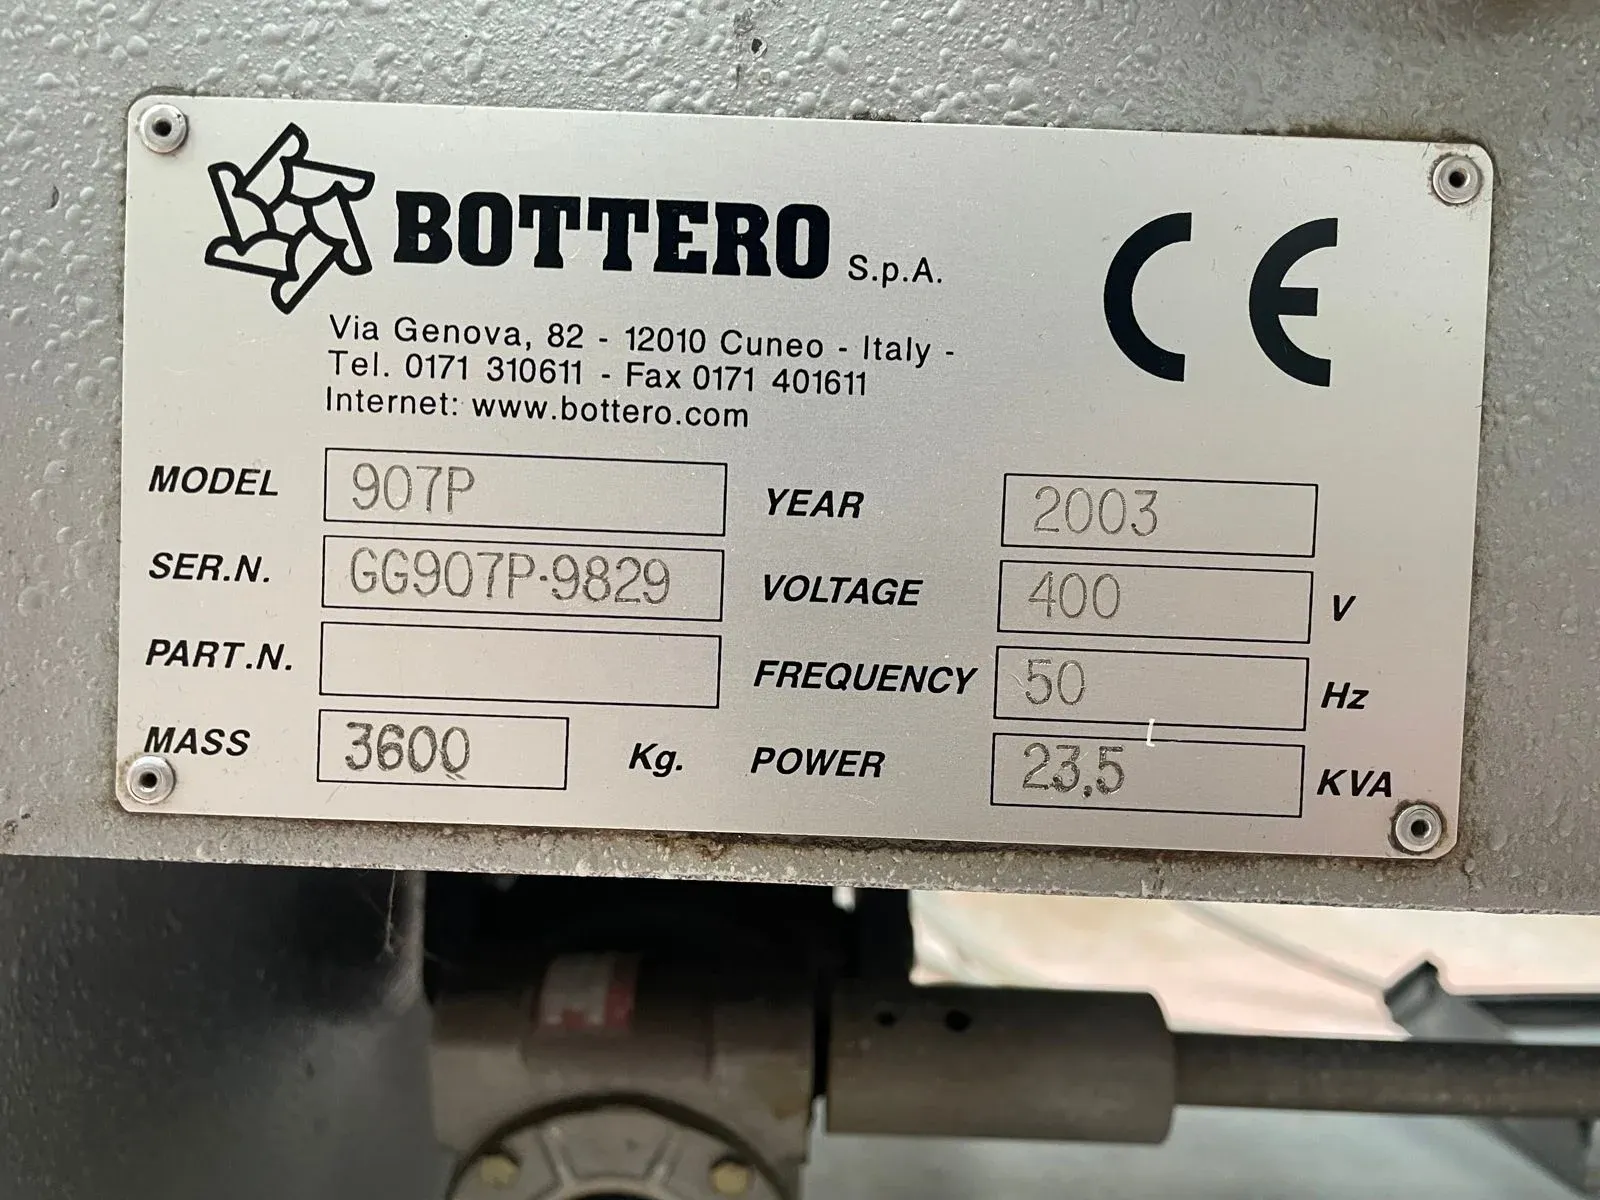 BOTTERO S.p.A.
CE
Via Genova, 82 - 12010 Cuneo - Italy -
Tel. 0171 310611 - Fax 0171 401611
Internet: www.bottero.com
MODEL 907P
YEAR 2003
SER.N. GG907P-9829
VOLTAGE 400 V
PART.N.
FREQUENCY 50 Hz
MASS 3600 Kg.
POWER 23,5 KVA